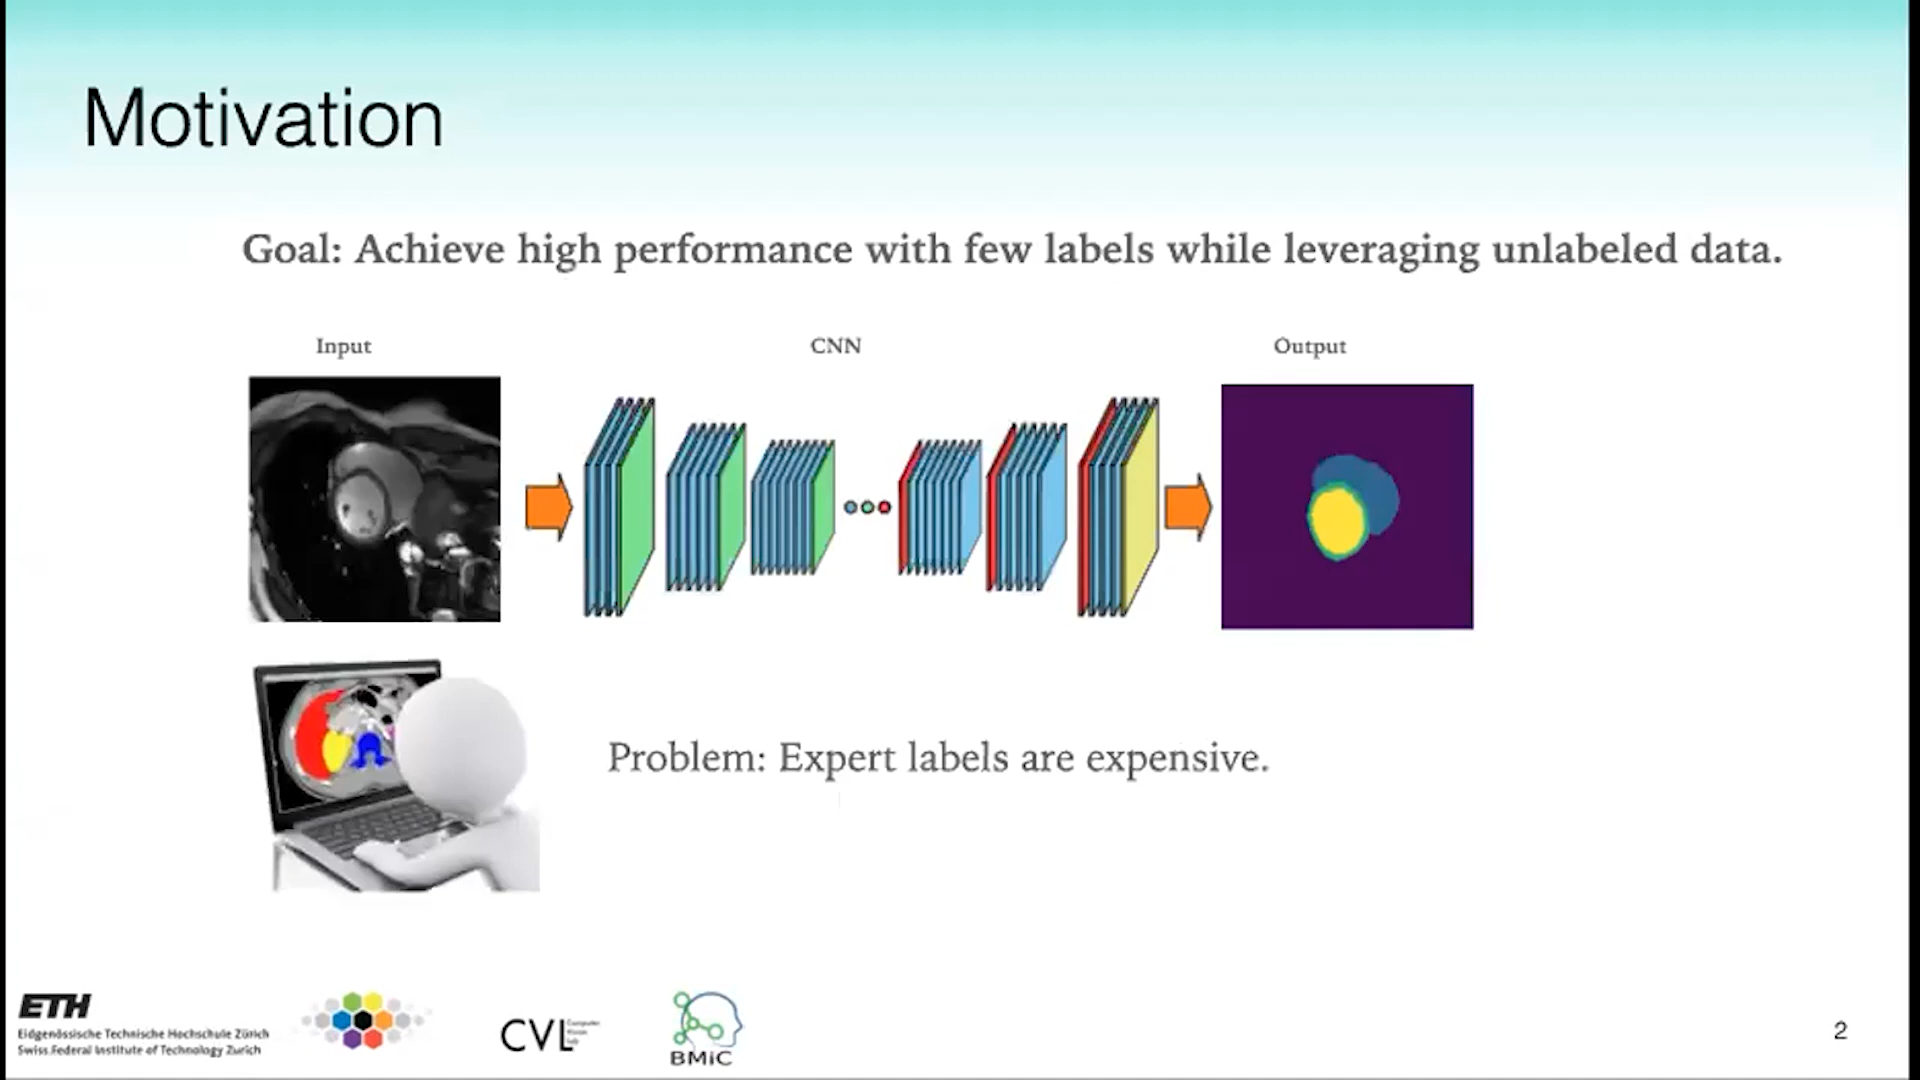 Motivation
Goal: Achieve high performance with few labels while leveraging unlabeled data.
Input
CNN
Output
Problem: Expert labels are expensive.
ETH
Eidgenössische Technische Hochschule Zürich
Swiss Federal Institute of Technology Zurich
CVL
Computer
Vision
Lab
BMiC
2